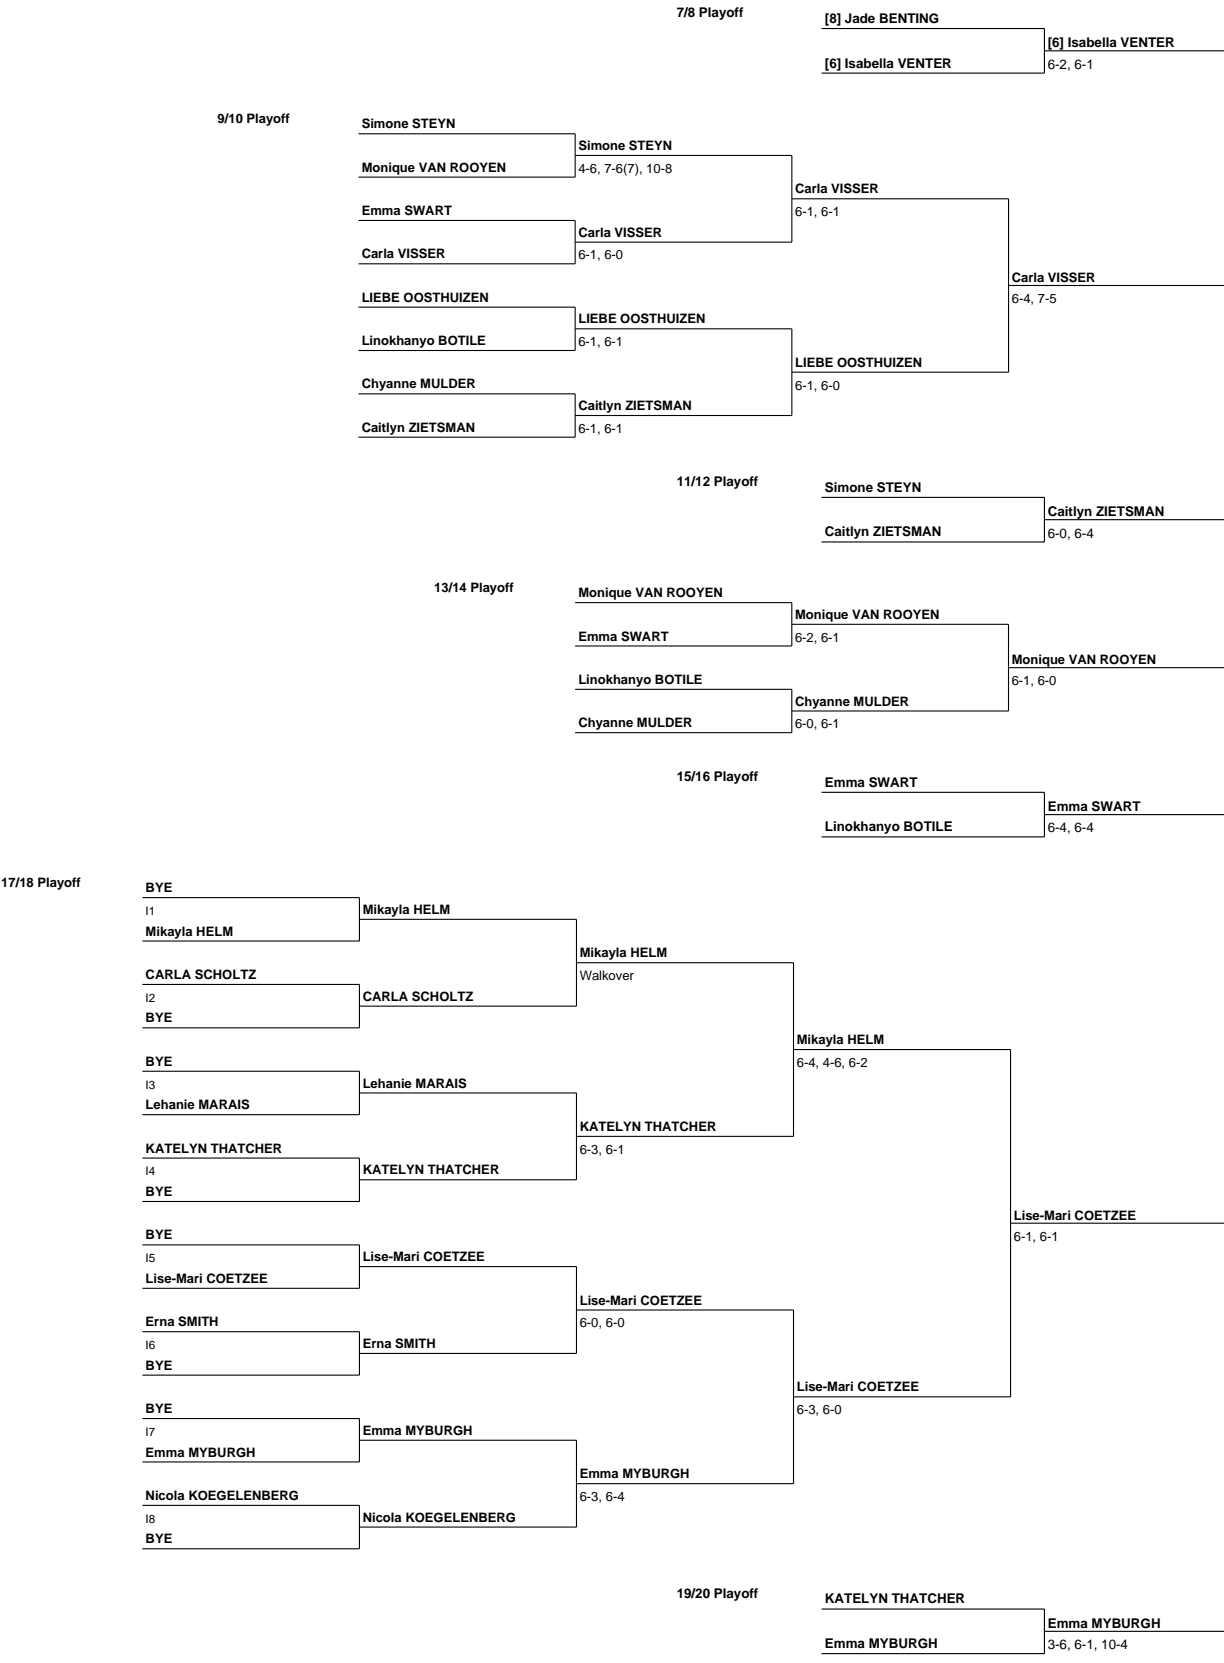 7/8 Playoff
[8] Jade BENTING
[6] Isabella VENTER
[6] Isabella VENTER
6-2, 6-1
9/10 Playoff
Simone STEYN
Simone STEYN
Monique VAN ROOYEN
4-6, 7-6(7), 10-8
Carla VISSER
Emma SWART
6-1, 6-1
Carla VISSER
Carla VISSER
6-1, 6-0
Carla VISSER
LIEBE OOSTHUIZEN
6-4, 7-5
LIEBE OOSTHUIZEN
Linokhanyo BOTILE
6-1, 6-1
LIEBE OOSTHUIZEN
Chyanne MULDER
6-1, 6-0
Caitlyn ZIETSMAN
Caitlyn ZIETSMAN
6-1, 6-1
11/12 Playoff
Simone STEYN
Caitlyn ZIETSMAN
Caitlyn ZIETSMAN
6-0, 6-4
13/14 Playoff
Monique VAN ROOYEN
Monique VAN ROOYEN
Emma SWART
6-2, 6-1
Monique VAN ROOYEN
Linokhanyo BOTILE
6-1, 6-0
Chyanne MULDER
Chyanne MULDER
6-0, 6-1
15/16 Playoff
Emma SWART
Emma SWART
Linokhanyo BOTILE
6-4, 6-4
17/18 Playoff
BYE
I1
Mikayla HELM
Mikayla HELM
Mikayla HELM
CARLA SCHOLTZ
Walkover
I2
CARLA SCHOLTZ
BYE
Mikayla HELM
BYE
6-4, 4-6, 6-2
I3
Lehanie MARAIS
Lehanie MARAIS
KATELYN THATCHER
KATELYN THATCHER
6-3, 6-1
I4
KATELYN THATCHER
BYE
Lise-Mari COETZEE
BYE
6-1, 6-1
I5
Lise-Mari COETZEE
Lise-Mari COETZEE
Lise-Mari COETZEE
Erna SMITH
6-0, 6-0
I6
Erna SMITH
BYE
Lise-Mari COETZEE
BYE
6-3, 6-0
I7
Emma MYBURGH
Emma MYBURGH
Emma MYBURGH
Nicola KOEGELENBERG
6-3, 6-4
I8
Nicola KOEGELENBERG
BYE
19/20 Playoff
KATELYN THATCHER
Emma MYBURGH
Emma MYBURGH
3-6, 6-1, 10-4